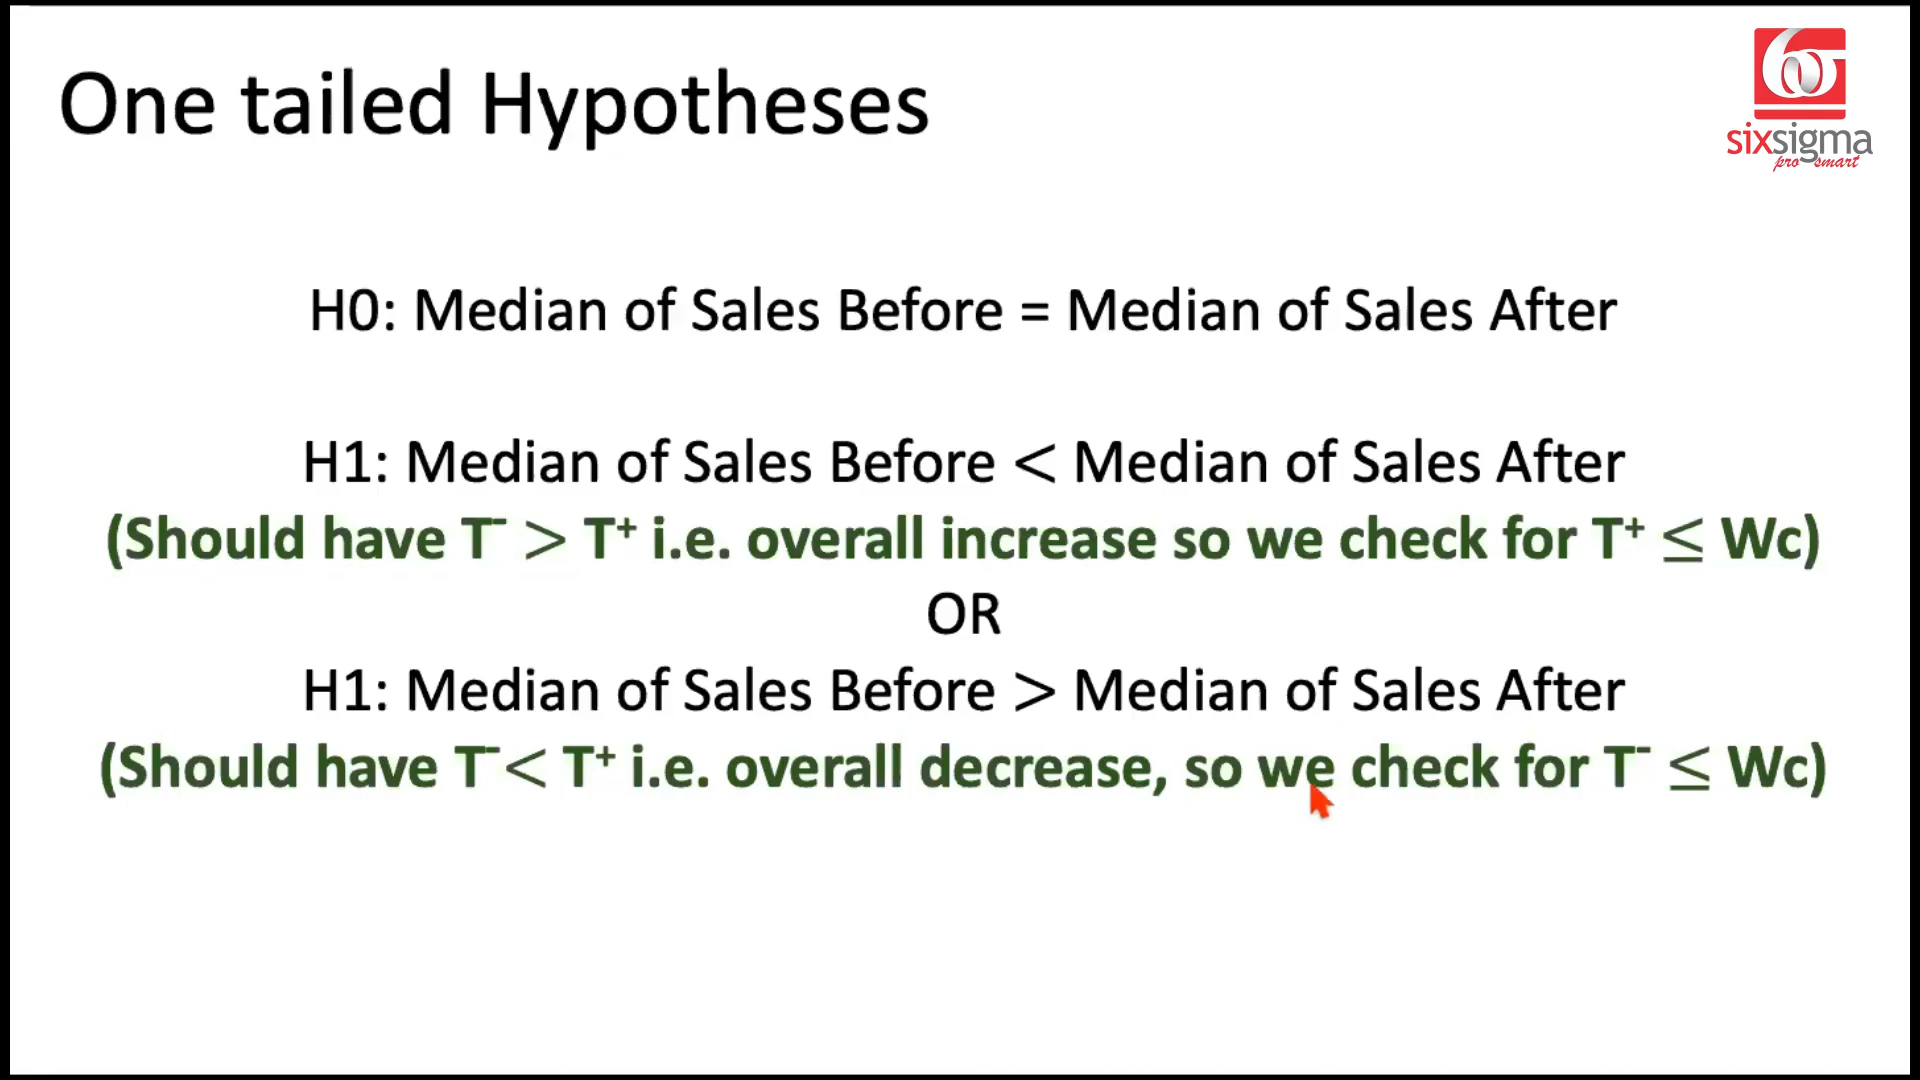 One tailed Hypotheses
sixsigma
pro smart
H0: Median of Sales Before = Median of Sales After
H1: Median of Sales Before < Median of Sales After
(Should have T⁻ > T⁺ i.e. overall increase so we check for T⁺ ≤ Wc)
OR
H1: Median of Sales Before > Median of Sales After
(Should have T⁻ < T⁺ i.e. overall decrease, so we check for T⁻ ≤ Wc)